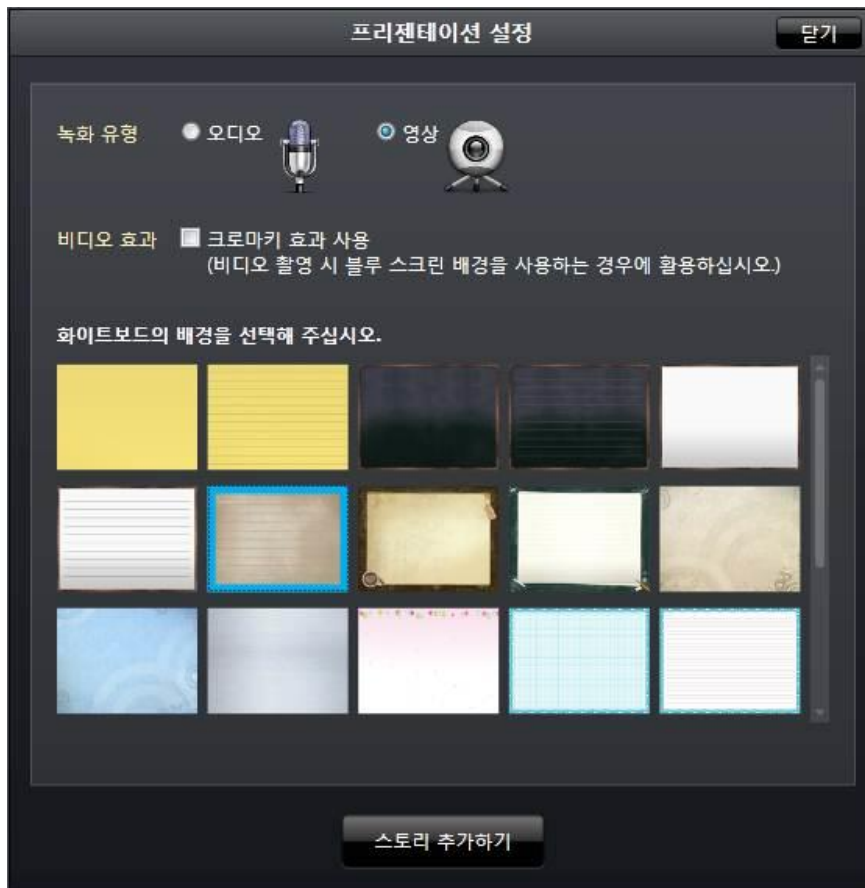 프리젠테이션 설정
닫기
녹화 유형 오디오 영상
비디오 효과 크로마키 효과 사용
(비디오 촬영 시 블루 스크린 배경을 사용하는 경우에 활용하십시오.)
화이트보드의 배경을 선택해 주십시오.
스토리 추가하기